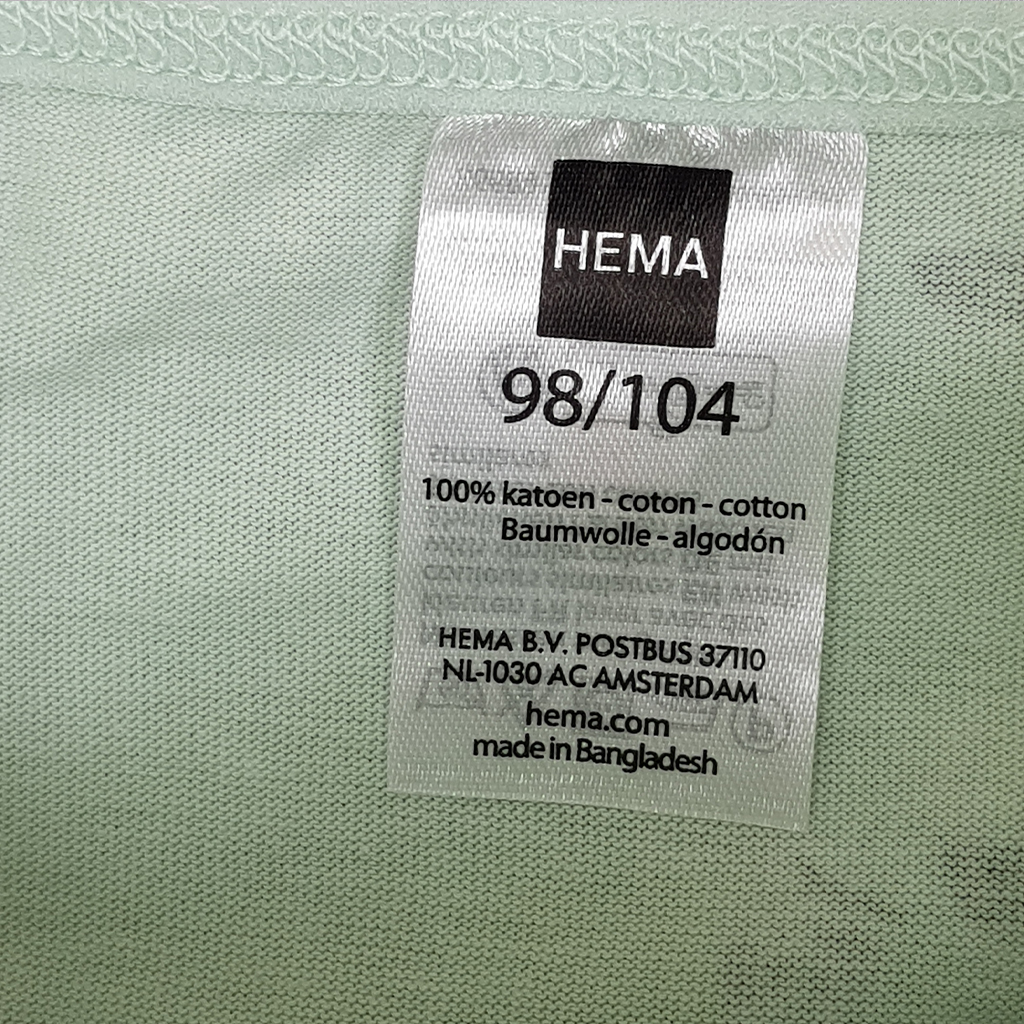 HEMA
98/104
100% katoen - coton - cotton
Baumwolle - algodón
HEMA B.V. POSTBUS 37110
NL-1030 AC AMSTERDAM
hema.com
made in Bangladesh